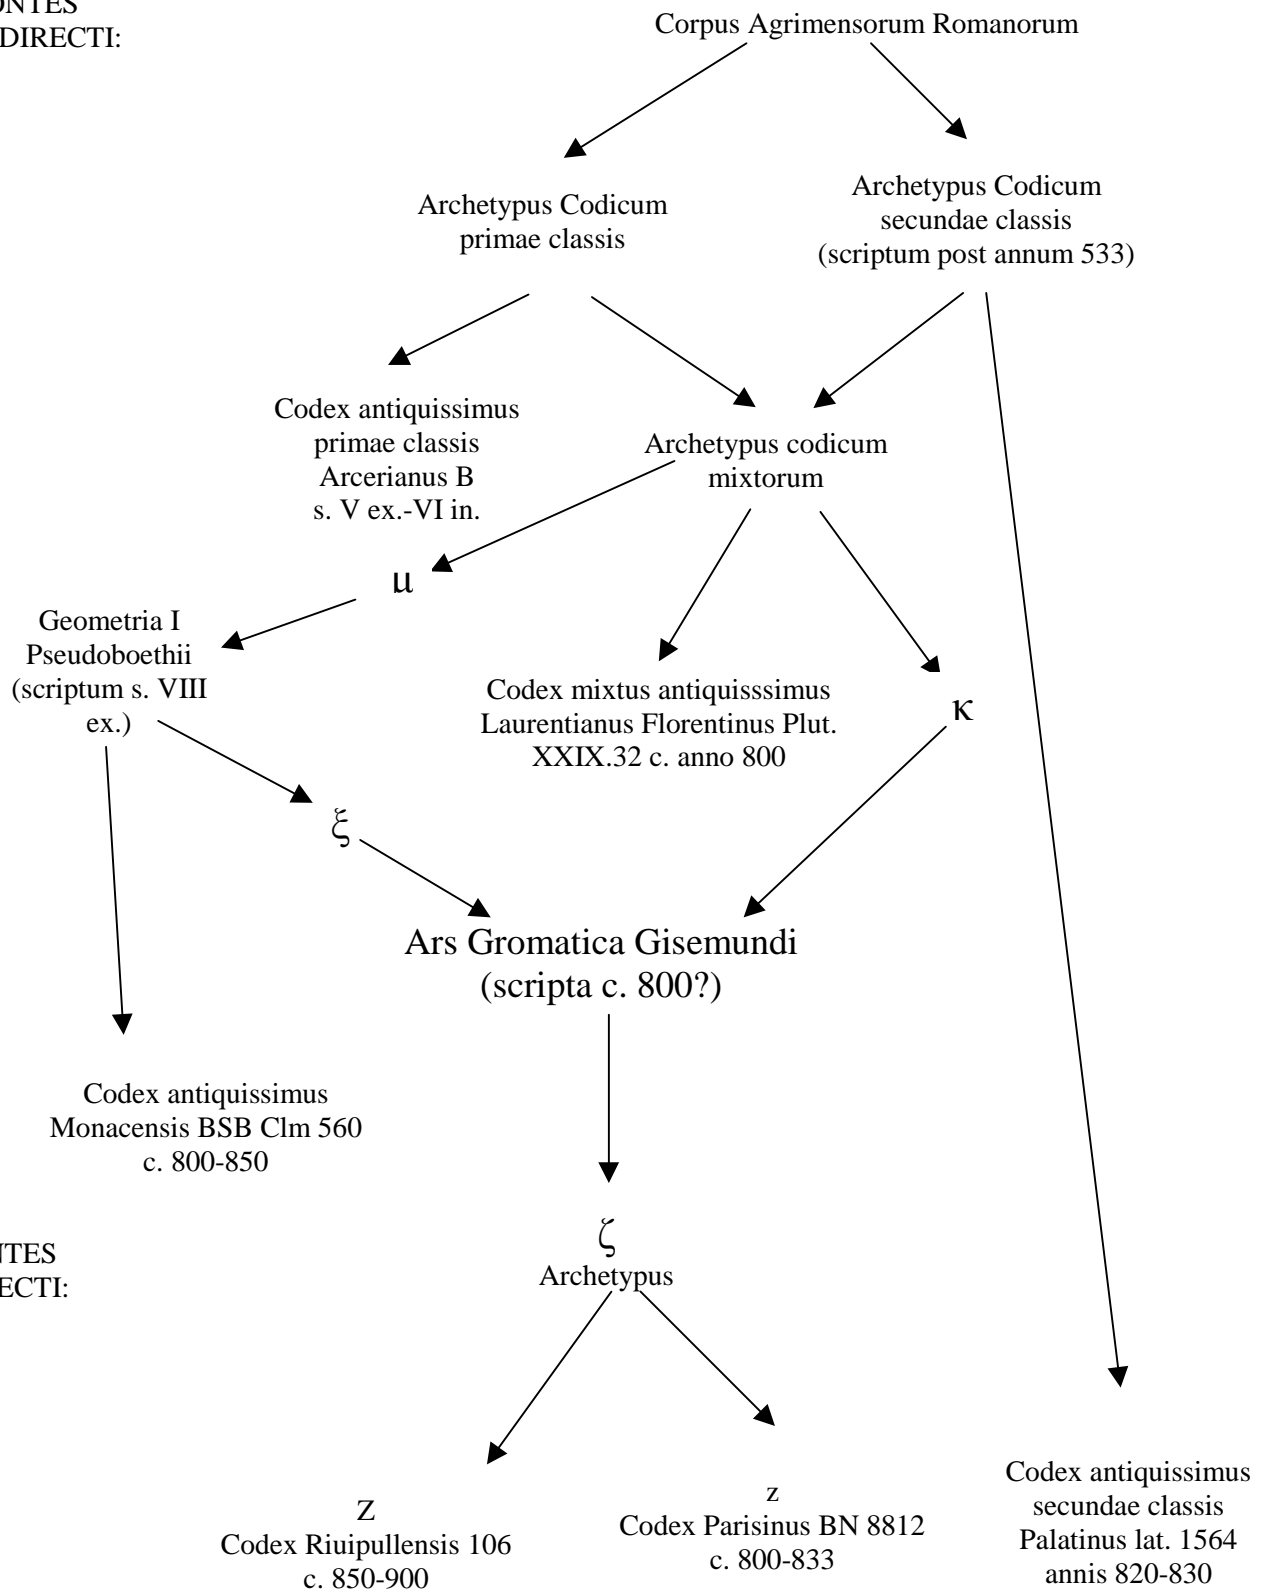 DIRECTI:
Corpus Agrimensorum Romanorum
Archetypus Codicum
primae classis
Archetypus Codicum
secundae classis
(scriptum post annum 533)
Codex antiquissimus
primae classis
Arcerianus B
s. V ex.-VI in.
Archetypus codicum
mixtorum
μ
Geometria I
Pseudoboethii
(scriptum s. VIII
ex.)
Codex mixtus antiquisssimus
Laurentianus Florentinus Plut.
XXIX.32 c. anno 800
κ
ξ
Ars Gromatica Gisemundi
(scripta c. 800?)
Codex antiquissimus
Monacensis BSB Clm 560
c. 800-850
ζ
Archetypus
NTES
ECTI:
Z
Codex Riuipullensis 106
c. 850-900
z
Codex Parisinus BN 8812
c. 800-833
Codex antiquissimus
secundae classis
Palatinus lat. 1564
annis 820-830